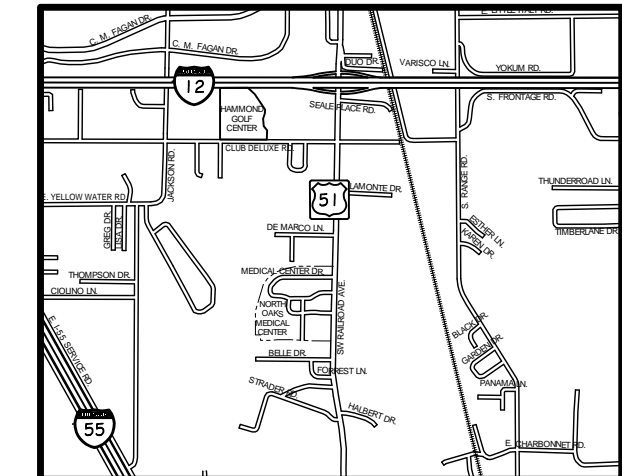 E. LITTLE ITALY RD.
C. M. FAGAN DR.
C. M. FAGAN DR.
DUO DR.
VARISCO LN.
YOKUM RD.
12
HAMMOND
GOLF
CENTER
SEALE PLACE RD.
S. FRONTAGE RD.
CLUB DELUXE RD.
JACKSON RD.
S. RANGE RD.
THUNDERROAD LN.
E. YELLOW WATER RD.
51
LAMONTE DR.
GREG DR.
LISA DR.
DE MARCO LN.
ESTHER LN.
KAREN DR.
TIMBERLANE DR.
THOMPSON DR.
MEDICAL CENTER DR.
CIOLINO LN.
NORTH
OAKS
MEDICAL
CENTER
SW RAILROAD AVE.
E. I-55 SERVICE RD.
BLACK DR.
GARDEN DR.
BELLE DR.
FORREST LN.
STRADER RD.
PANAMA LN.
HALBERT DR.
55
E. CHARBONNET RD.